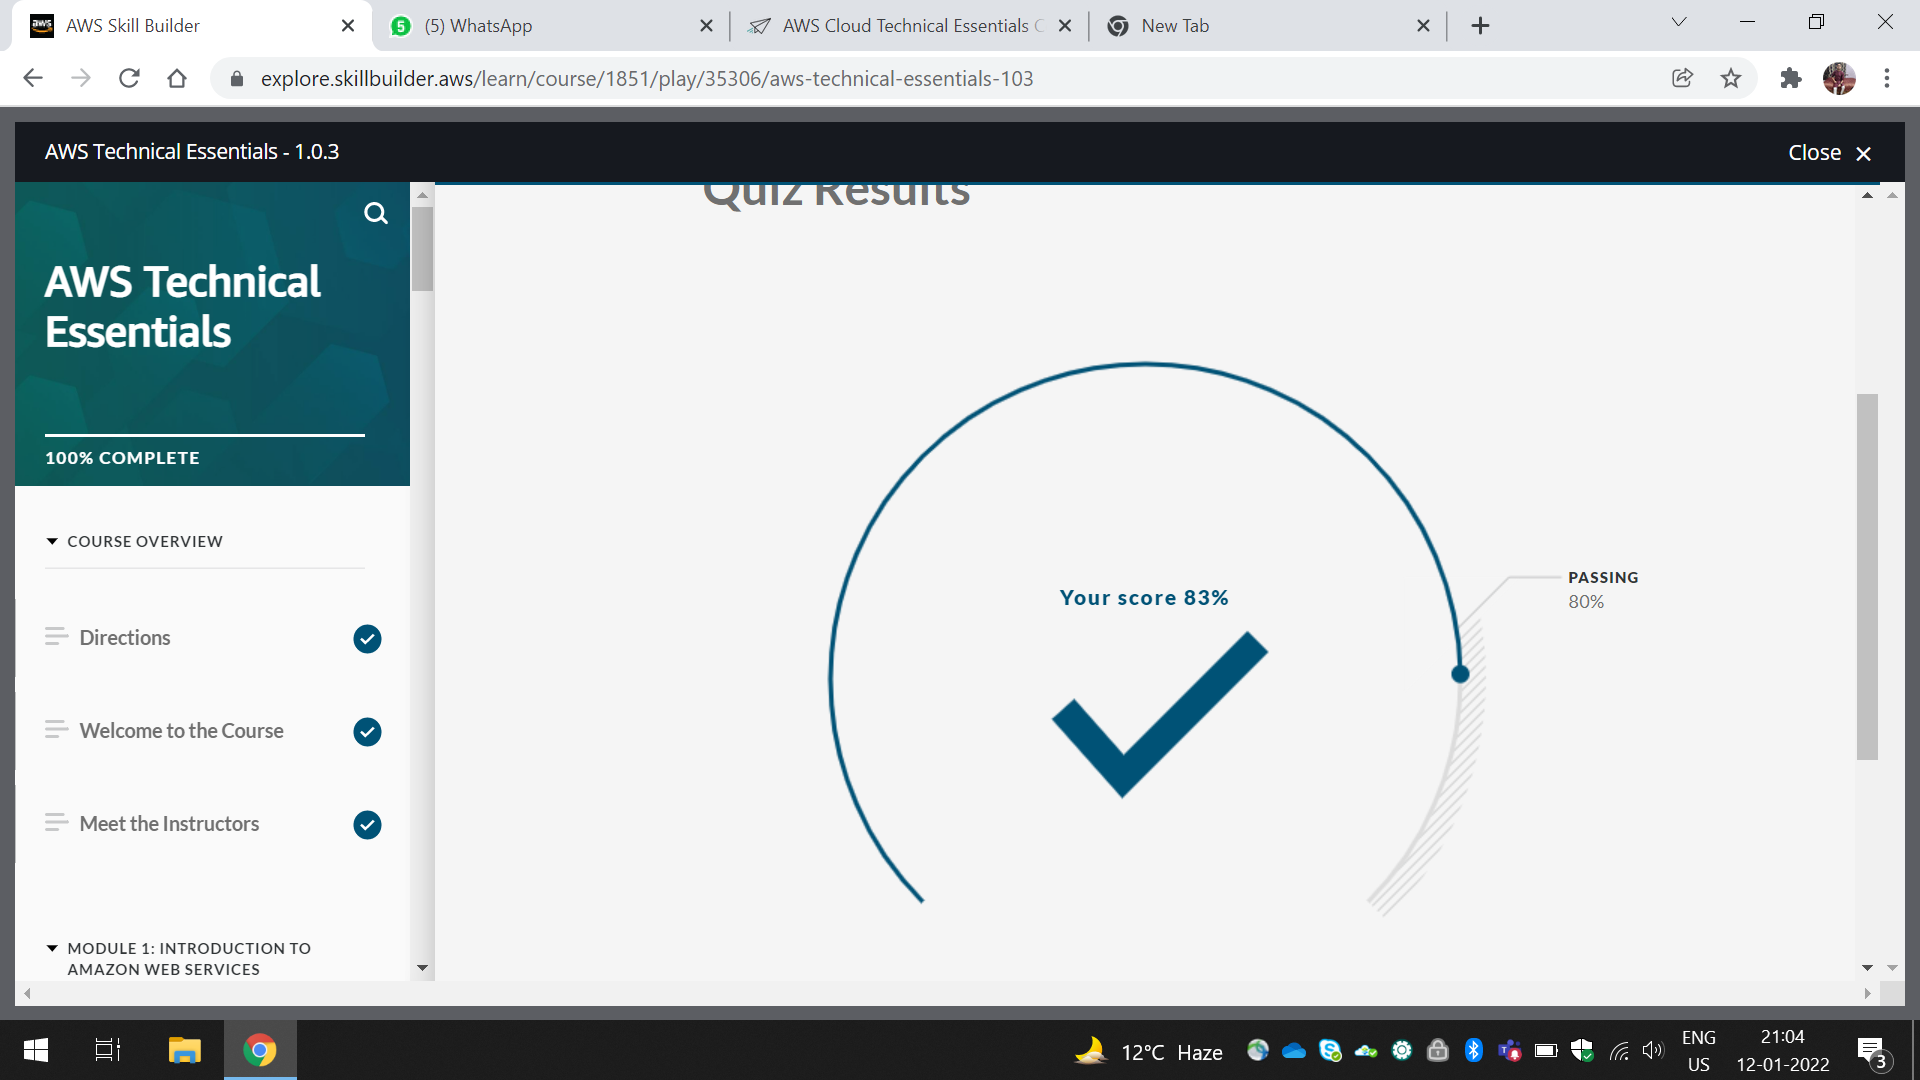 AWS Skill Builder
5
(5) WhatsApp
AWS Cloud Technical Essentials
New Tab
explore.skillbuilder.aws/learn/course/1851/play/35306/aws-technical-essentials-103
AWS Technical Essentials - 1.0.3
Close
Quiz Results
AWS Technical
Essentials
100% COMPLETE
COURSE OVERVIEW
Directions
Welcome to the Course
Meet the Instructors
MODULE 1: INTRODUCTION TO
AMAZON WEB SERVICES
Your score 83%
PASSING
80%
12°C Haze
ENG
US
21:04
12-01-2022
3